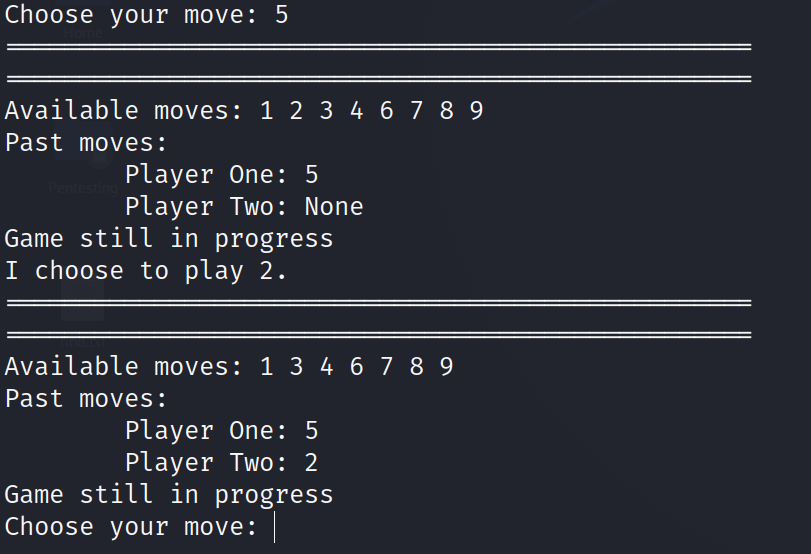 Choose your move: 5
==================================================
==================================================
Available moves: 1 2 3 4 6 7 8 9
Past moves:
        Player One: 5
        Player Two: None
Game still in progress
I choose to play 2.
==================================================
==================================================
Available moves: 1 3 4 6 7 8 9
Past moves:
        Player One: 5
        Player Two: 2
Game still in progress
Choose your move:
Home
Pentesting